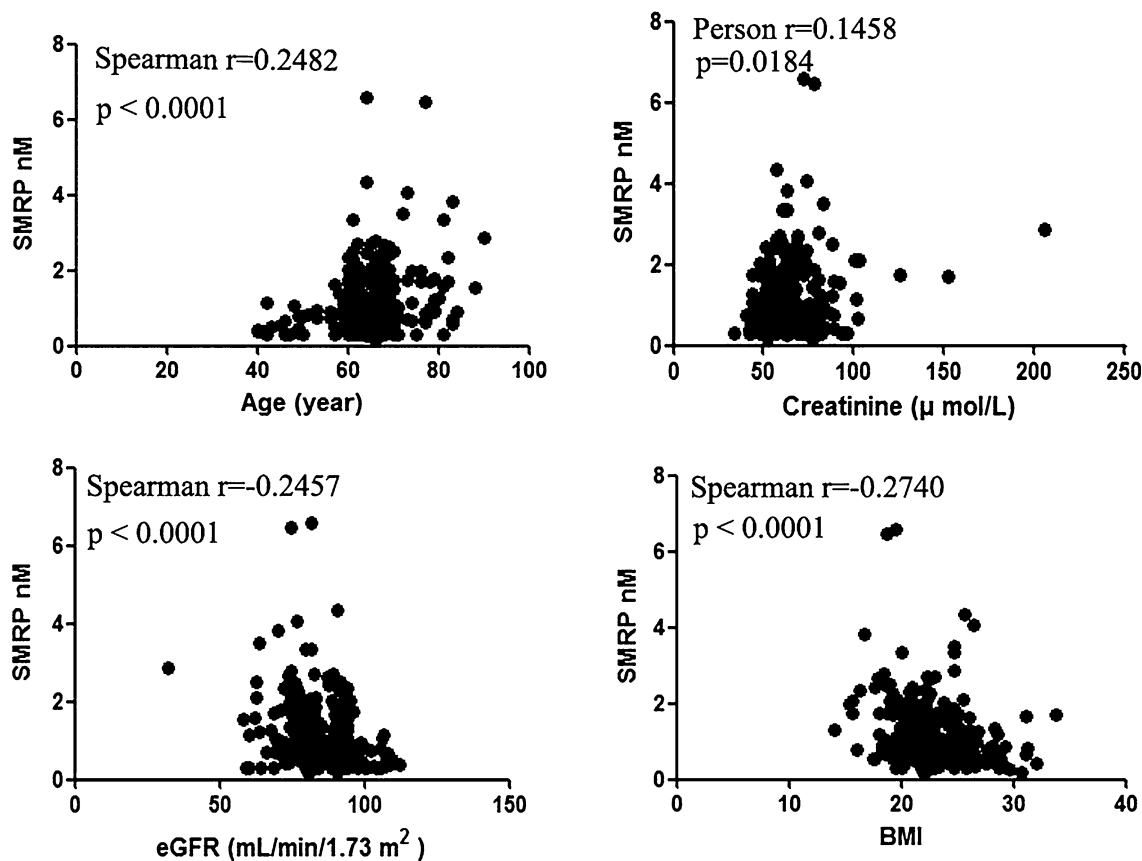 Spearman r=0.2482
p < 0.0001
8
6
4
2
0
SMRP nM
0 20 40 60 80 100
Age (year)
Person r=0.1458
p=0.0184
8
6
4
2
0
SMRP nM
0 50 100 150 200 250
Creatinine (µ mol/L)
Spearman r=-0.2457
p < 0.0001
8
6
4
2
0
SMRP nM
0 50 100 150
eGFR (mL/min/1.73 m²)
Spearman r=-0.2740
p < 0.0001
8
6
4
2
0
SMRP nM
0 10 20 30 40
BMI